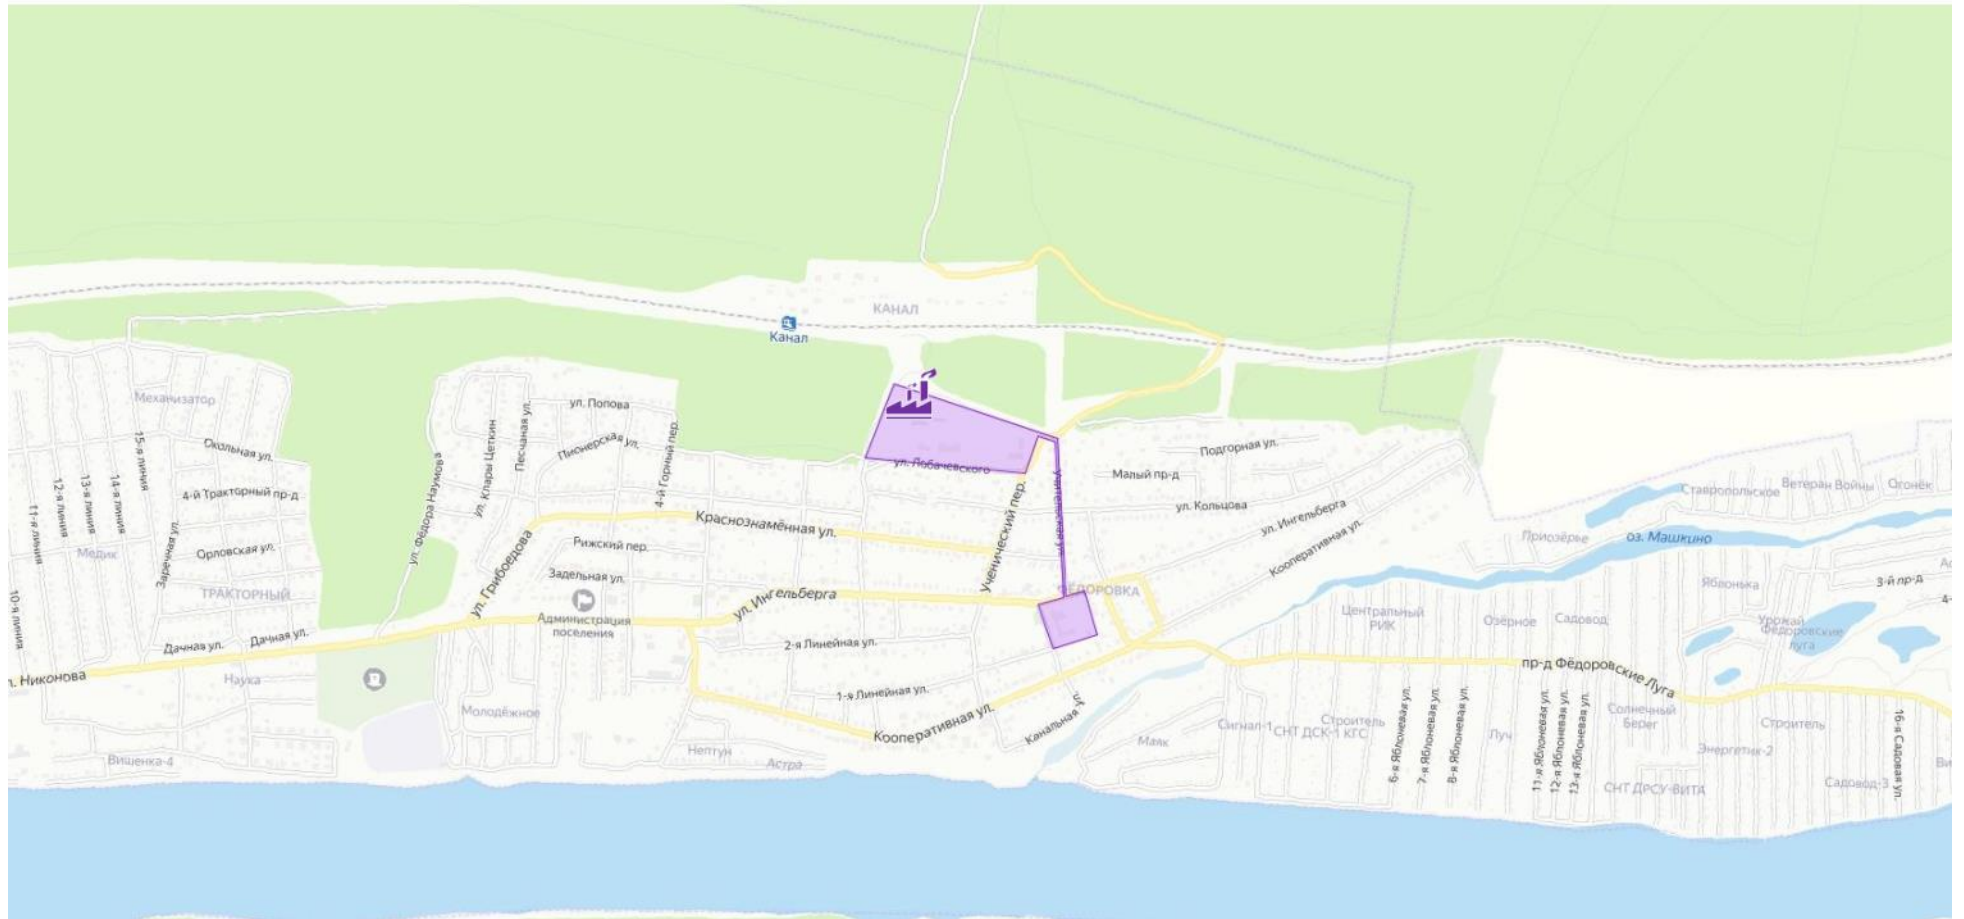 КАНАЛ
Канал
Механизатор
ул. Попова
Пионерская ул.
Песчаная ул.
ул. Клары Цеткин
4-й Горный пер.
15-я линия
14-я линия
13-я линия
12-я линия
11-я линия
10-я линия
Окольная ул.
4-й Тракторный пр-д
Заречная ул.
Орловская ул.
Медик
ТРАКТОРНЫЙ
ул. Фёдора Наумова
ул. Лобачевского
Подгорная ул.
Малый пр-д
ул. Кольцова
ул. Ингельберга
Кооперативная ул.
Учительская ул.
Ученический пер.
Краснознамённая ул.
Рижский пер.
Задельная ул.
ул. Грибоедова
Администрация
поселения
ул. Ингельберга
ФЁДОРОВКА
2-я Линейная ул.
1-я Линейная ул.
Дачная ул.
Дачная ул.
л. Никонова
Наука
Молодёжное
Вишенка-4
Нептун
Астра
Кооперативная ул.
Канальная ул.
Маяк
Ставропольское
Ветеран Войны
Огонёк
Приозёрье
оз. Машкино
Яблонька
3-й пр-д
4-
Центральный
РИК
Озёрное
Садовод
Урожай
Фёдоровские
луга
пр-д Фёдоровские Луга
Сигнал-1
СНТ ДСК-1 КГС
Строитель
6-я Яблоневая ул.
7-я Яблоневая ул.
8-я Яблоневая ул.
Луч
11-я Яблоневая ул.
12-я Яблоневая ул.
13-я Яблоневая ул.
Солнечный
Берег
Строитель
Энергетик-2
16-я Садовая ул.
СНТ ДРСУ-ВИТА
Садовод-3
Ви